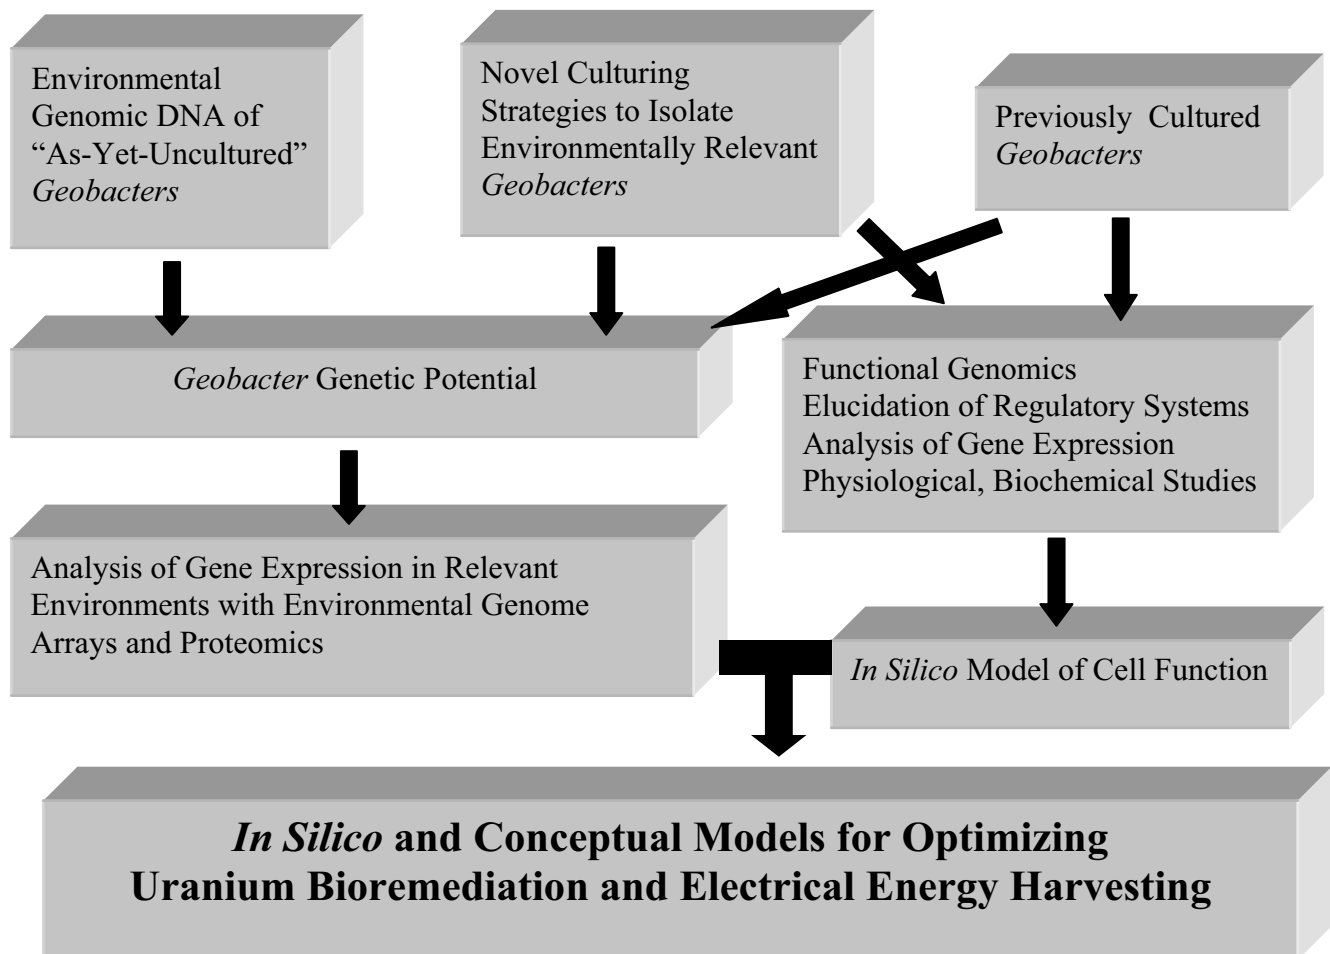 Environmental
Genomic DNA of
“As-Yet-Uncultured”
Geobacters
Novel Culturing
Strategies to Isolate
Environmentally Relevant
Geobacters
Previously Cultured
Geobacters
Geobacter Genetic Potential
Functional Genomics
Elucidation of Regulatory Systems
Analysis of Gene Expression
Physiological, Biochemical Studies
Analysis of Gene Expression in Relevant
Environments with Environmental Genome
Arrays and Proteomics
In Silico Model of Cell Function
In Silico and Conceptual Models for Optimizing
Uranium Bioremediation and Electrical Energy Harvesting